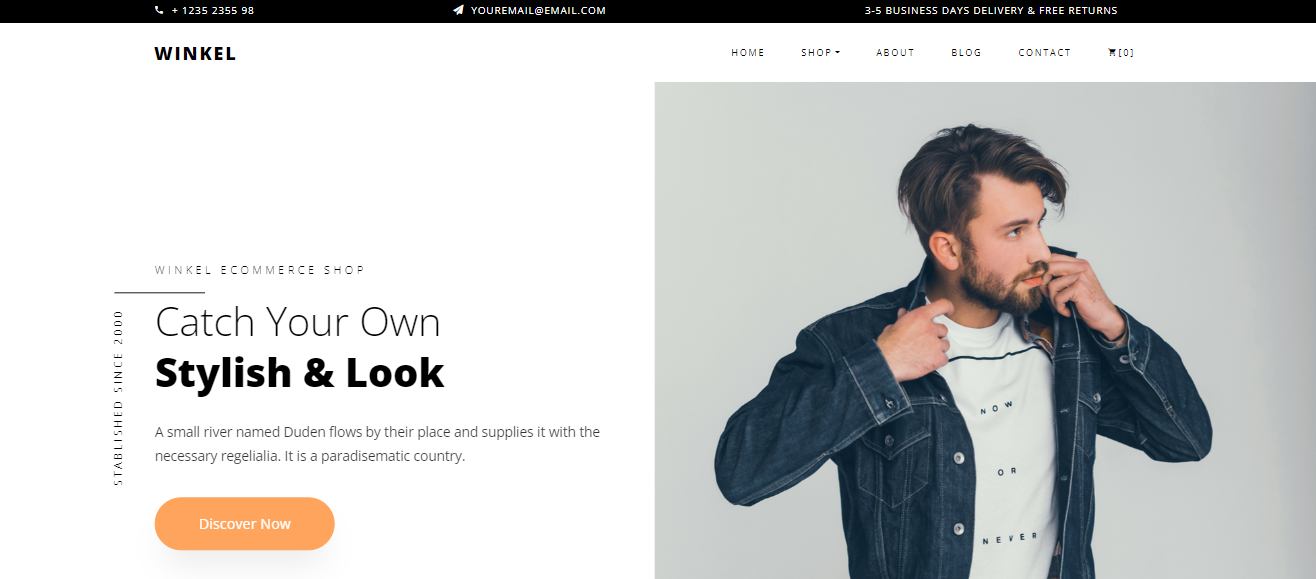 + 1235 2355 98
YOUREMAIL@EMAIL.COM
3-5 BUSINESS DAYS DELIVERY & FREE RETURNS
WINKEL
HOME
SHOP
ABOUT
BLOG
CONTACT
[0]
WINKEL ECOMMERCE SHOP
STABLISHED SINCE 2000
Catch Your Own
Stylish & Look
A small river named Duden flows by their place and supplies it with the
necessary regelialia. It is a paradisematic country.
Discover Now
NOW
OR
NEVER